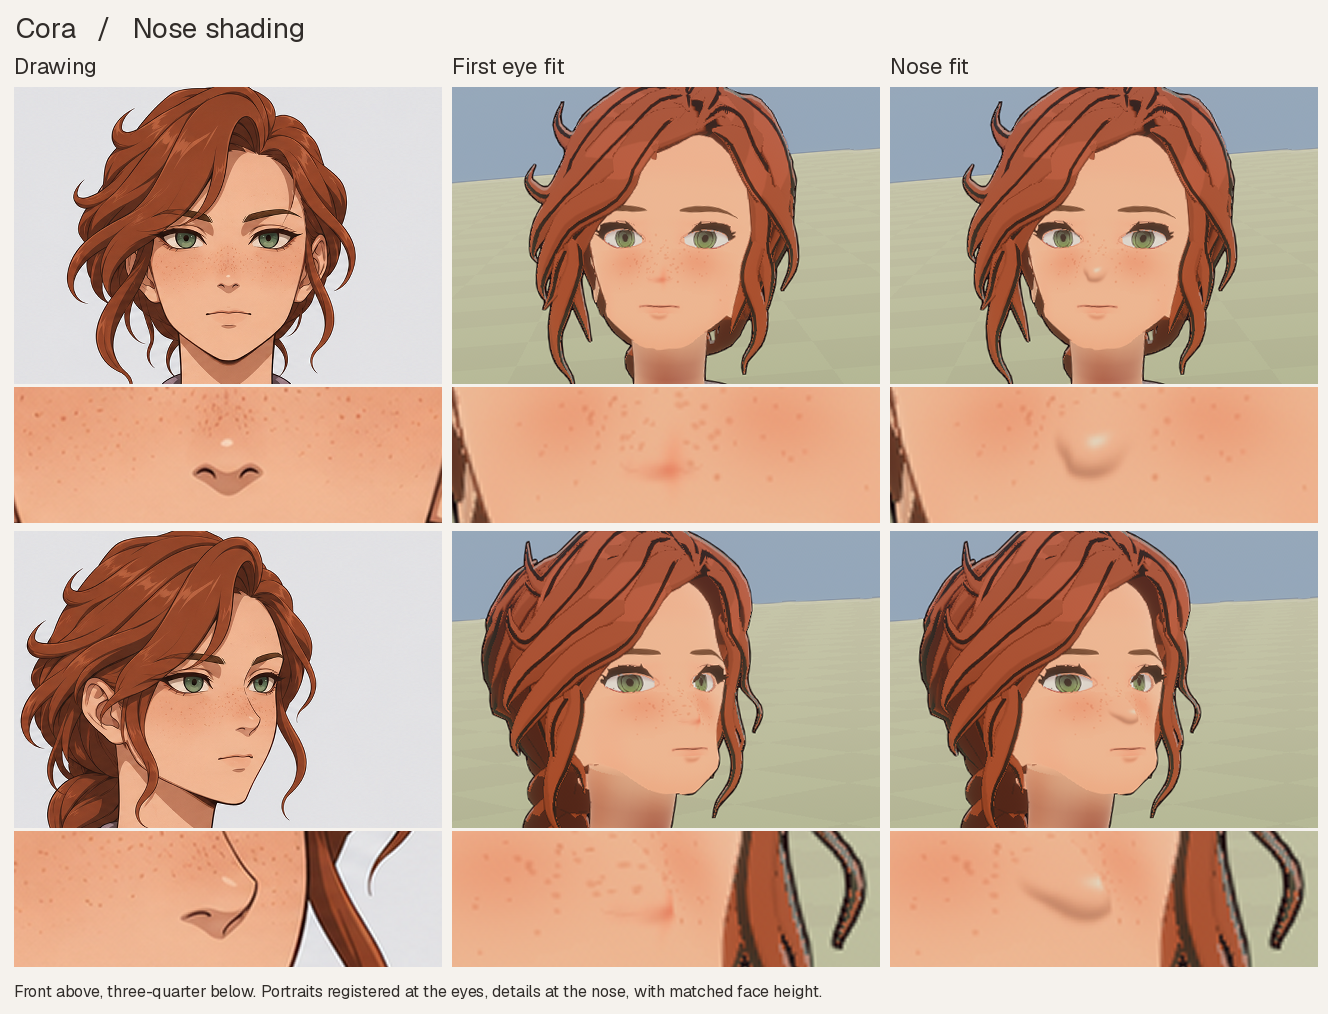 Cora / Nose shading
Drawing
First eye fit
Nose fit
Front above, three-quarter below. Portraits registered at the eyes, details at the nose, with matched face height.